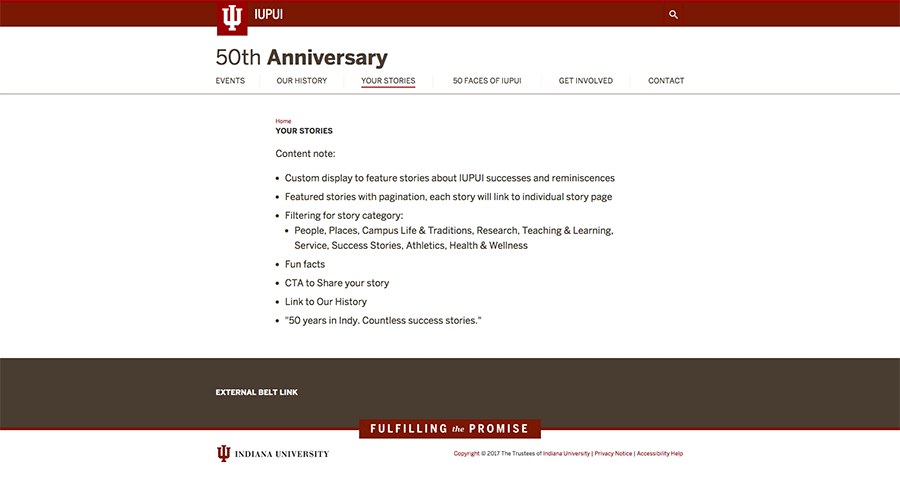 IUPUI
50th Anniversary
EVENTS
OUR HISTORY
YOUR STORIES
50 FACES OF IUPUI
GET INVOLVED
CONTACT
Home
YOUR STORIES
Content note:
• Custom display to feature stories about IUPUI successes and reminiscences
• Featured stories with pagination, each story will link to individual story page
• Filtering for story category:
• People, Places, Campus Life & Traditions, Research, Teaching & Learning,
Service, Success Stories, Athletics, Health & Wellness
• Fun facts
• CTA to Share your story
• Link to Our History
• "50 years in Indy. Countless success stories."
EXTERNAL BELT LINK
FULFILLING the PROMISE
INDIANA UNIVERSITY
Copyright © 2017 The Trustees of Indiana University | Privacy Notice | Accessibility Help